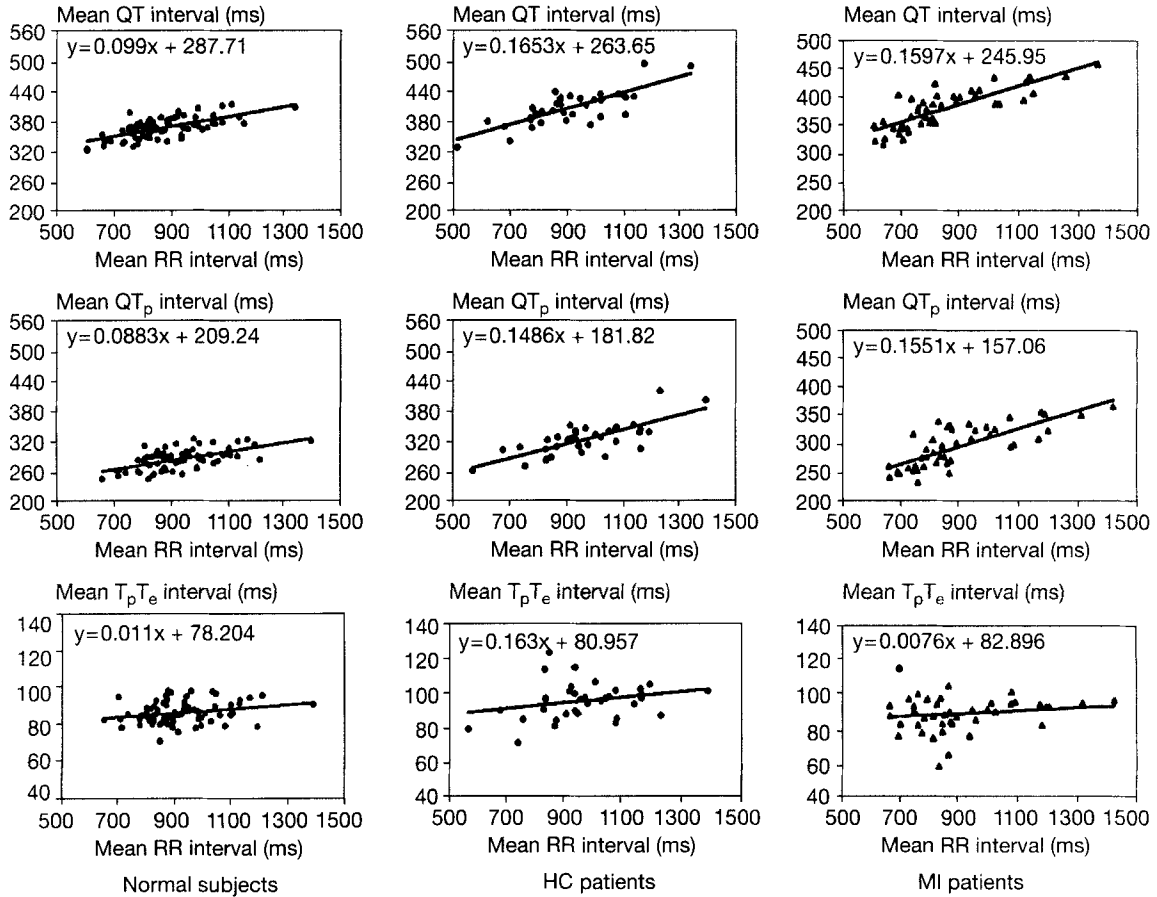 Mean QT interval (ms)
y=0.099x + 287.71
560
500
440
380
320
260
200
500 700 900 1100 1300 1500
Mean RR interval (ms)
Mean QT interval (ms)
y=0.1653x + 263.65
560
500
440
380
320
260
200
500 700 900 1100 1300 1500
Mean RR interval (ms)
Mean QT interval (ms)
y=0.1597x + 245.95
500
450
400
350
300
250
200
500 700 900 1100 1300 1500
Mean RR interval (ms)
Mean QTp interval (ms)
y=0.0883x + 209.24
560
500
440
380
320
260
200
500 700 900 1100 1300 1500
Mean RR interval (ms)
Mean QTp interval (ms)
y=0.1486x + 181.82
560
500
440
380
320
260
200
500 700 900 1100 1300 1500
Mean RR interval (ms)
Mean QTp interval (ms)
y=0.1551x + 157.06
500
450
400
350
300
250
200
500 700 900 1100 1300 1500
Mean RR interval (ms)
Mean TpTe interval (ms)
y=0.011x + 78.204
140
120
100
80
60
40
500 700 900 1100 1300 1500
Mean RR interval (ms)
Normal subjects
Mean TpTe interval (ms)
y=0.163x + 80.957
140
120
100
80
60
40
500 700 900 1100 1300 1500
Mean RR interval (ms)
HC patients
Mean TpTe interval (ms)
y=0.0076x + 82.896
140
120
100
80
60
40
500 700 900 1100 1300 1500
Mean RR interval (ms)
MI patients